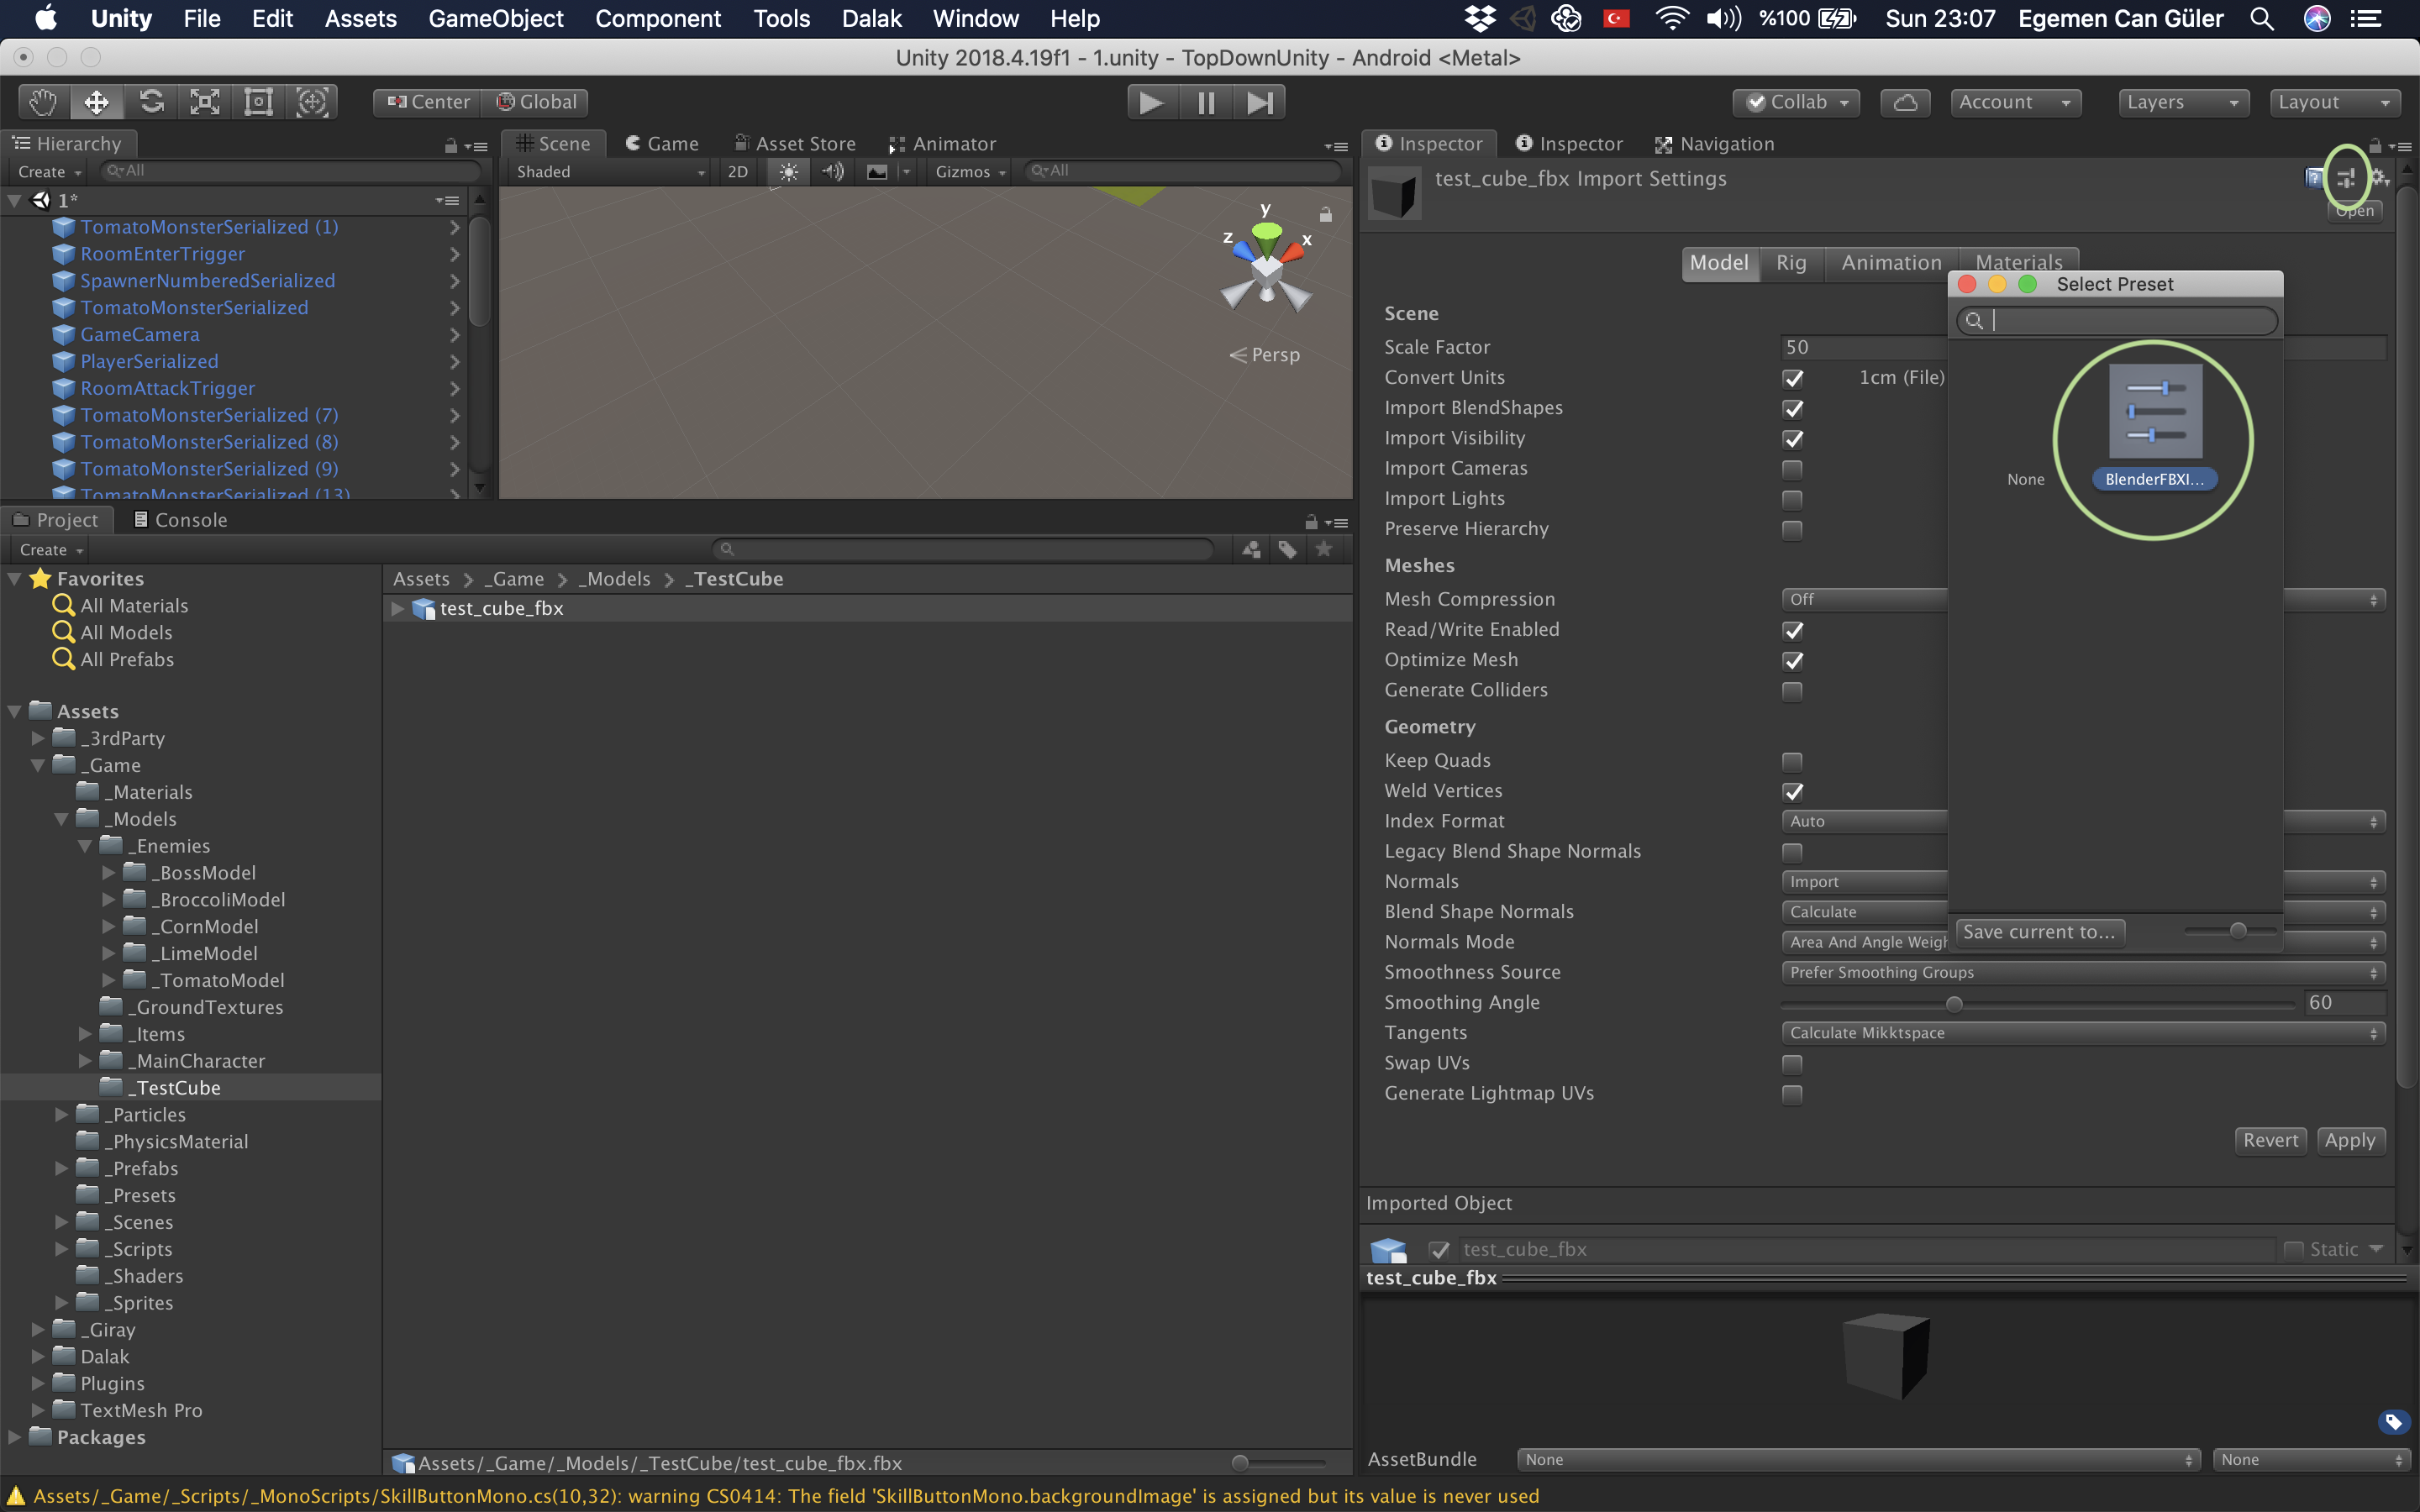 Unity File Edit Assets GameObject Component Tools Dalak Window Help %100 Sun 23:07 Egemen Can Güler
Unity 2018.4.19f1 - 1.unity - TopDownUnity - Android <Metal>
Center Global Collab Account Layers Layout
Hierarchy
Create All
1*
TomatoMonsterSerialized (1)
RoomEnterTrigger
SpawnerNumberedSerialized
TomatoMonsterSerialized
GameCamera
PlayerSerialized
RoomAttackTrigger
TomatoMonsterSerialized (7)
TomatoMonsterSerialized (8)
TomatoMonsterSerialized (9)
TomatoMonsterSerialized (13)
Scene Game Asset Store Animator
Shaded 2D Gizmos All
y
z x
Persp
Project Console
Create
Favorites
All Materials
All Models
All Prefabs
Assets
_3rdParty
_Game
_Materials
_Models
_Enemies
_BossModel
_BroccoliModel
_CornModel
_LimeModel
_TomatoModel
_GroundTextures
_Items
_MainCharacter
_TestCube
_Particles
_PhysicsMaterial
_Prefabs
_Presets
_Scenes
_Scripts
_Shaders
_Sprites
_Giray
Dalak
Plugins
TextMesh Pro
Packages
Assets _Game _Models _TestCube
test_cube_fbx
Assets/_Game/_Models/_TestCube/test_cube_fbx.fbx
Inspector Inspector Navigation
test_cube_fbx Import Settings
Open
Model Rig Animation Materials
Scene
Scale Factor 50
Convert Units 1cm (File)
Import BlendShapes
Import Visibility
Import Cameras
Import Lights
Preserve Hierarchy
Meshes
Mesh Compression Off
Read/Write Enabled
Optimize Mesh
Generate Colliders
Geometry
Keep Quads
Weld Vertices
Index Format Auto
Legacy Blend Shape Normals
Normals Import
Blend Shape Normals Calculate
Normals Mode Area And Angle Weigh
Smoothness Source Prefer Smoothing Groups
Smoothing Angle 60
Tangents Calculate Mikktspace
Swap UVs
Generate Lightmap UVs
Revert Apply
Select Preset
None BlenderFBXI...
Save current to...
Imported Object
test_cube_fbx Static
test_cube_fbx
AssetBundle None None
Assets/_Game/_Scripts/_MonoScripts/SkillButtonMono.cs(10,32): warning CS0414: The field 'SkillButtonMono.backgroundImage' is assigned but its value is never used